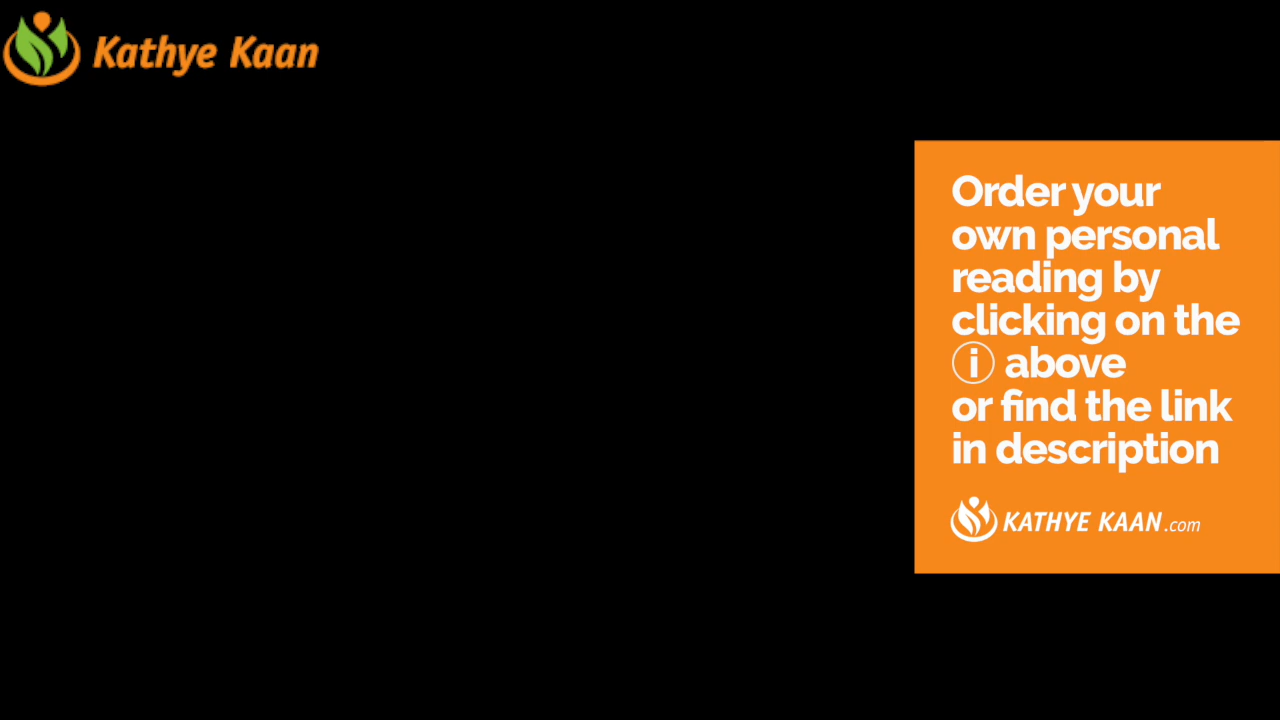 Kathye Kaan
Order your
own personal
reading by
clicking on the
i above
or find the link
in description
KATHYE KAAN.com